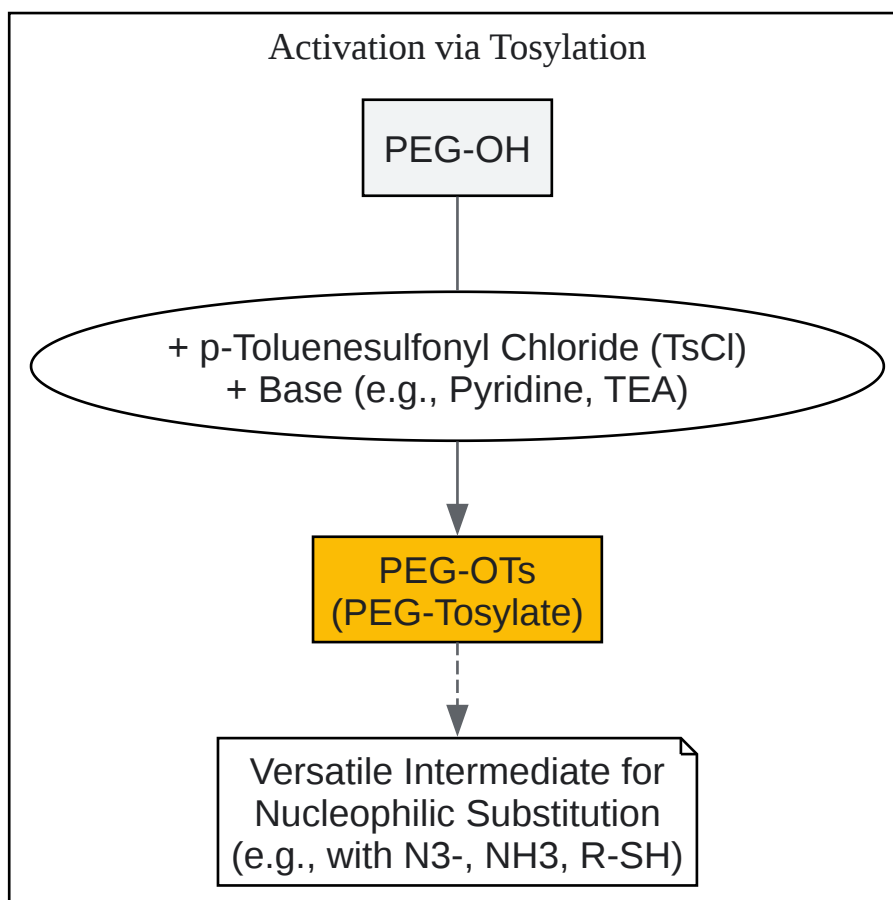 Activation via Tosylation
PEG-OH
+ p-Toluenesulfonyl Chloride (TsCl)
+ Base (e.g., Pyridine, TEA)
PEG-OTs
(PEG-Tosylate)
Versatile Intermediate for
Nucleophilic Substitution
(e.g., with N3-, NH3, R-SH)